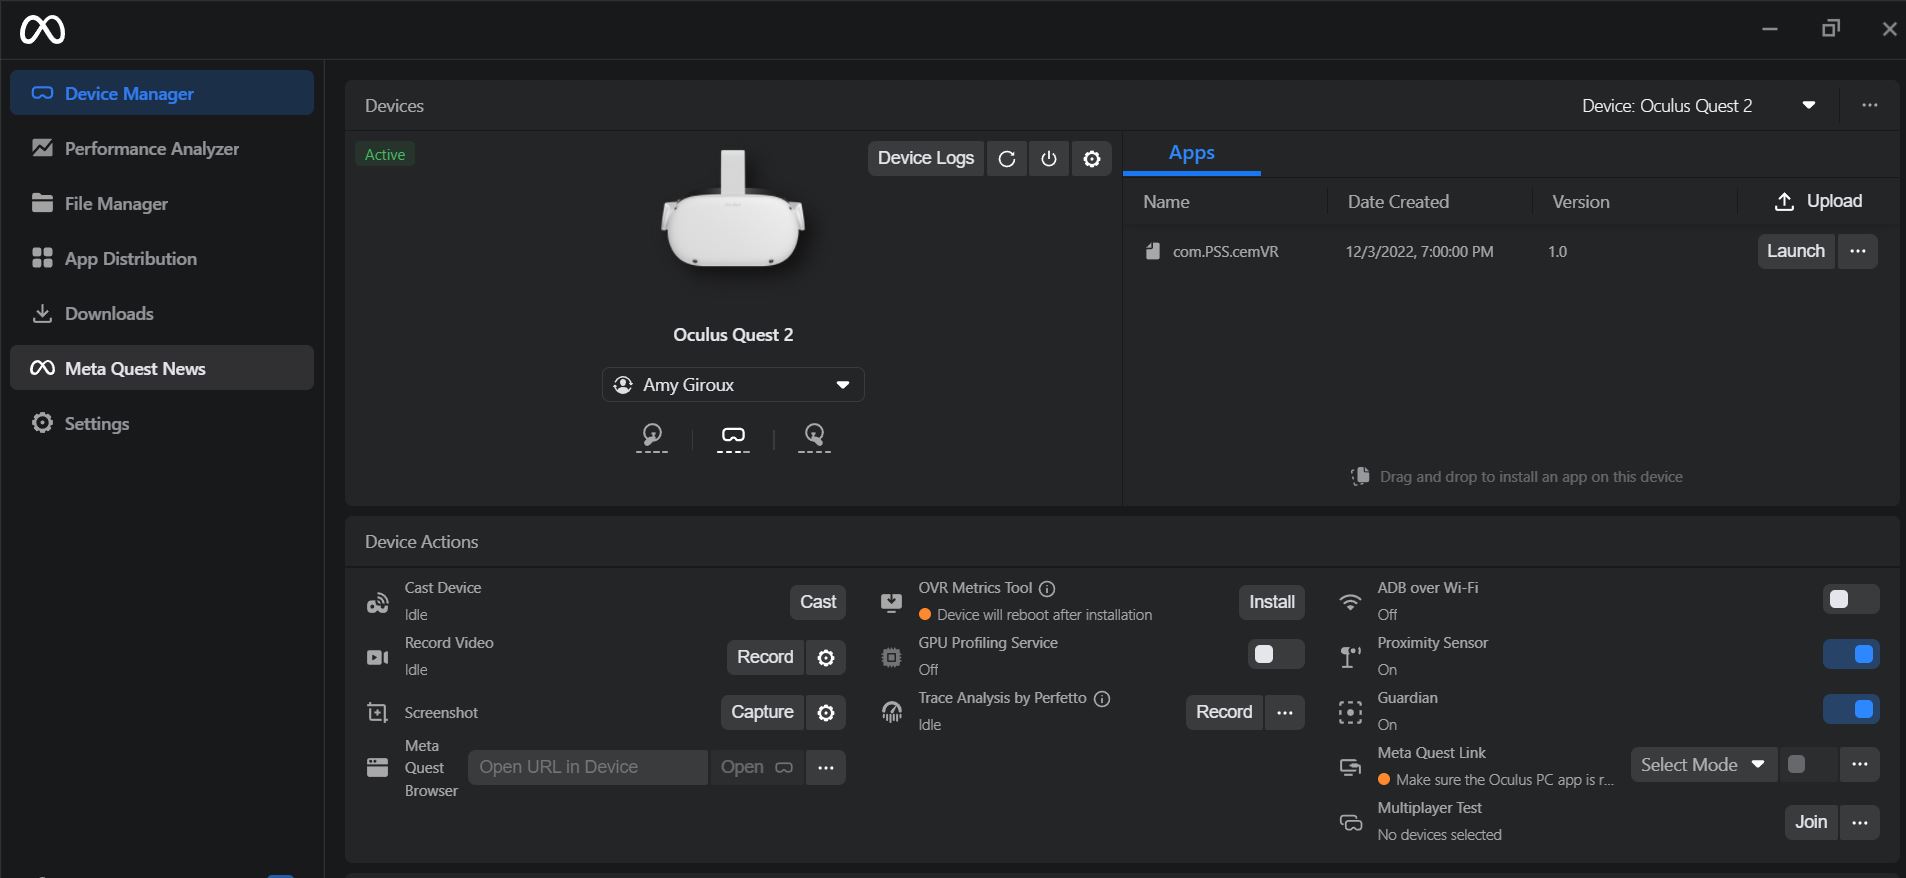 Device Manager
Performance Analyzer
File Manager
App Distribution
Downloads
Meta Quest News
Settings
Devices
Device: Oculus Quest 2
Active
Device Logs
Oculus Quest 2
Amy Giroux
Apps
Name Date Created Version Upload
com.PSS.cemVR 12/3/2022, 7:00:00 PM 1.0 Launch
Drag and drop to install an app on this device
Device Actions
Cast Device
Idle
Cast
Record Video
Idle
Record
Screenshot
Capture
Meta
Quest
Browser
Open URL in Device
Open
OVR Metrics Tool
Device will reboot after installation
Install
GPU Profiling Service
Off
Trace Analysis by Perfetto
Idle
Record
ADB over Wi-Fi
Off
Proximity Sensor
On
Guardian
On
Meta Quest Link
Make sure the Oculus PC app is r...
Select Mode
Multiplayer Test
No devices selected
Join